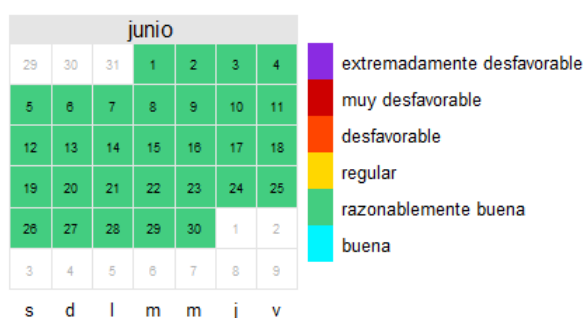 junio
29 30 31 1 2 3 4
5 6 7 8 9 10 11
12 13 14 15 16 17 18
19 20 21 22 23 24 25
26 27 28 29 30 1 2
3 4 5 6 7 8 9
s d l m m j v
extremadamente desfavorable
muy desfavorable
desfavorable
regular
razonablemente buena
buena